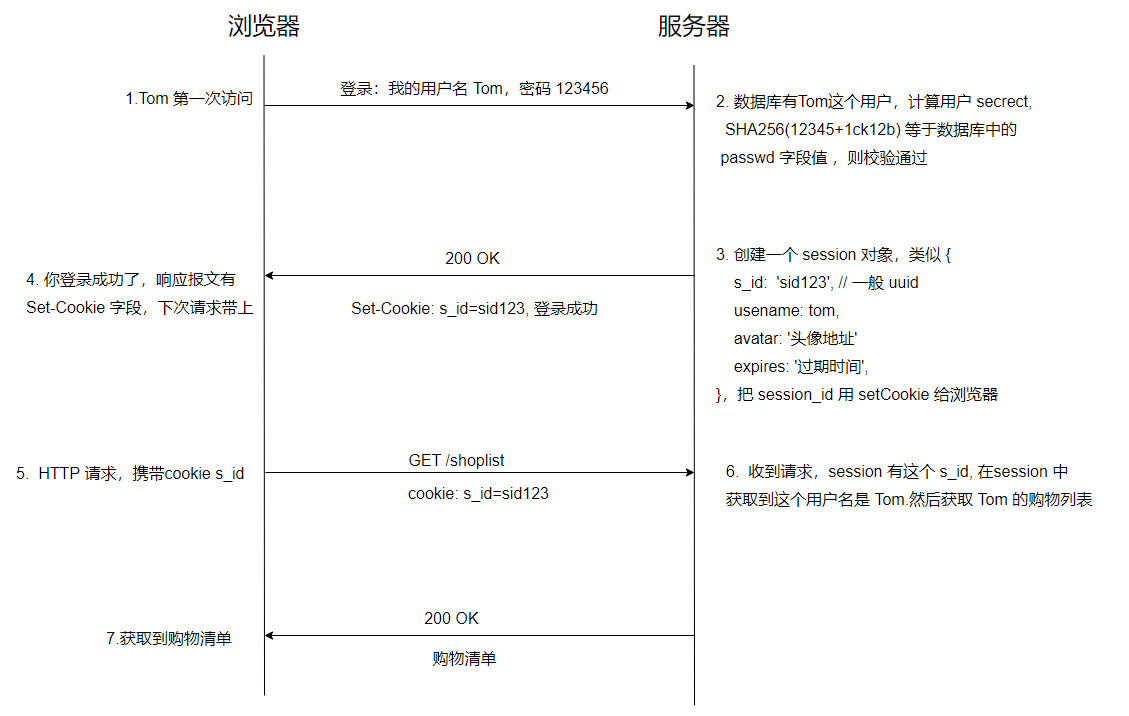 浏览器
服务器
1.Tom 第一次访问
登录：我的用户名 Tom，密码 123456
2. 数据库有Tom这个用户，计算用户 secrect,
SHA256(12345+1ck12b) 等于数据库中的
passwd 字段值 ，则校验通过
200 OK
Set-Cookie: s_id=sid123, 登录成功
3. 创建一个 session 对象，类似 {
s_id:  'sid123', // 一般 uuid
usename: tom,
avatar: '头像地址'
expires: '过期时间',
}，把 session_id 用 setCookie 给浏览器
4. 你登录成功了，响应报文有
Set-Cookie 字段，下次请求带上
5.  HTTP 请求，携带cookie s_id
GET /shoplist
cookie: s_id=sid123
6.  收到请求，session 有这个 s_id, 在session 中
获取到这个用户名是 Tom.然后获取 Tom 的购物列表
7.获取到购物清单
200 OK
购物清单